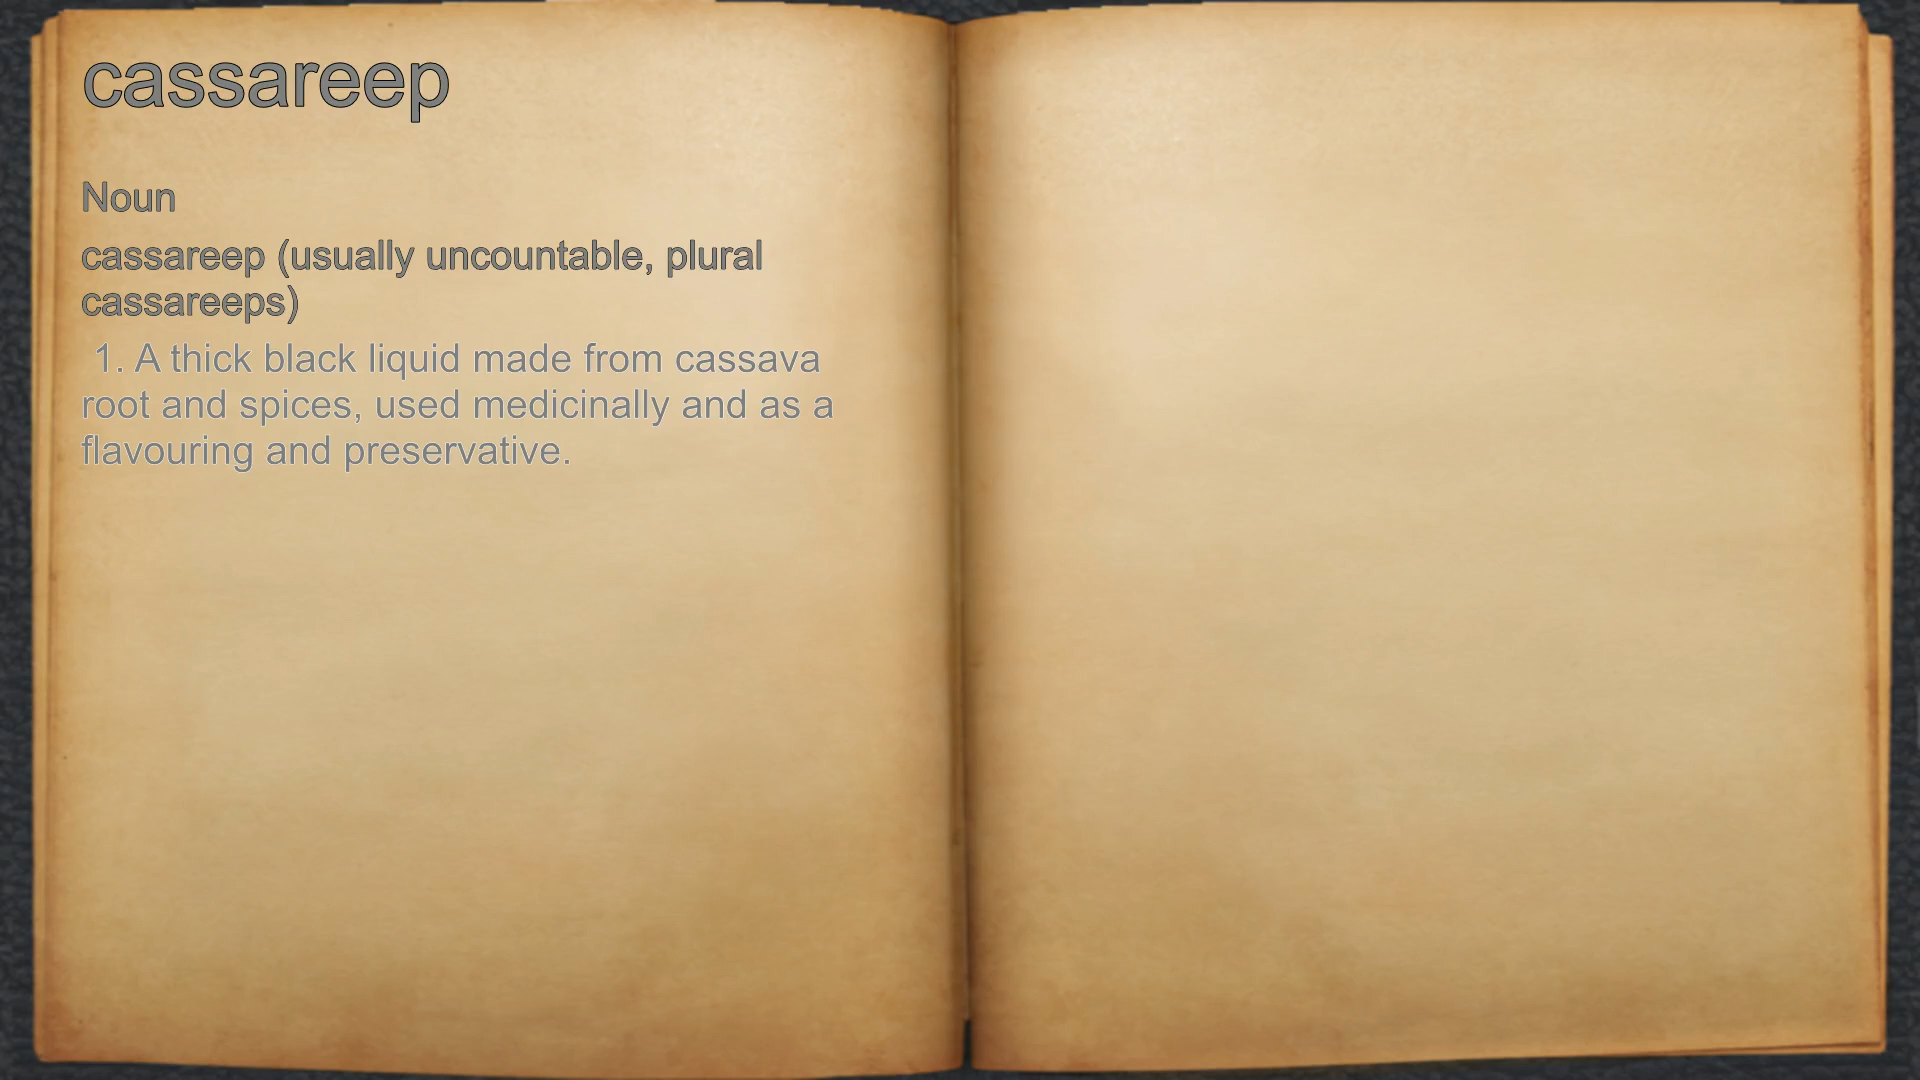 cassareep
Noun
cassareep (usually uncountable, plural
cassareeps)
1. A thick black liquid made from cassava
root and spices, used medicinally and as a
flavouring and preservative.